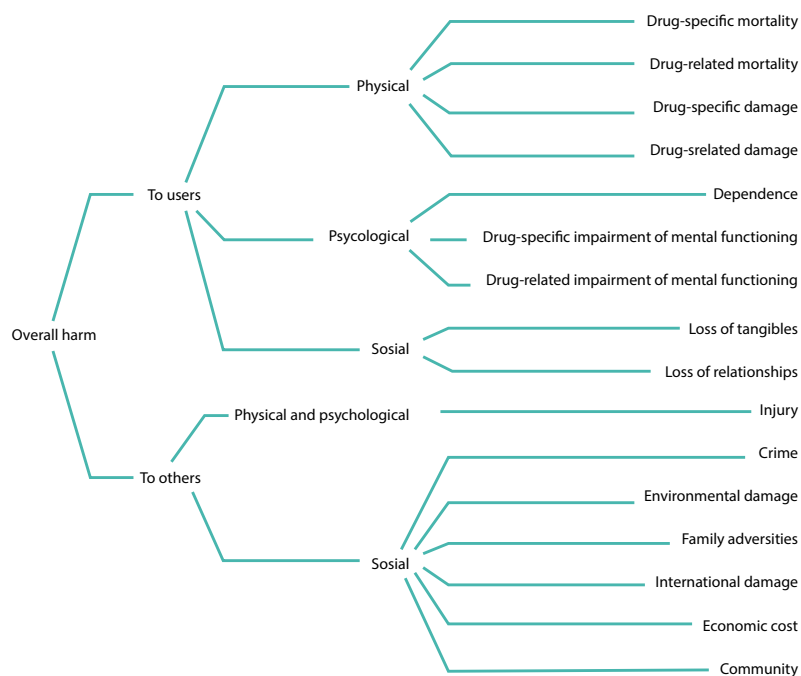 Drug-specific mortality
Drug-related mortality
Physical
Drug-specific damage
Drug-srelated damage
To users
Dependence
Psycological
Drug-specific impairment of mental functioning
Drug-related impairment of mental functioning
Overall harm
Loss of tangibles
Sosial
Loss of relationships
Physical and psychological
Injury
Crime
To others
Environmental damage
Family adversities
Sosial
International damage
Economic cost
Community